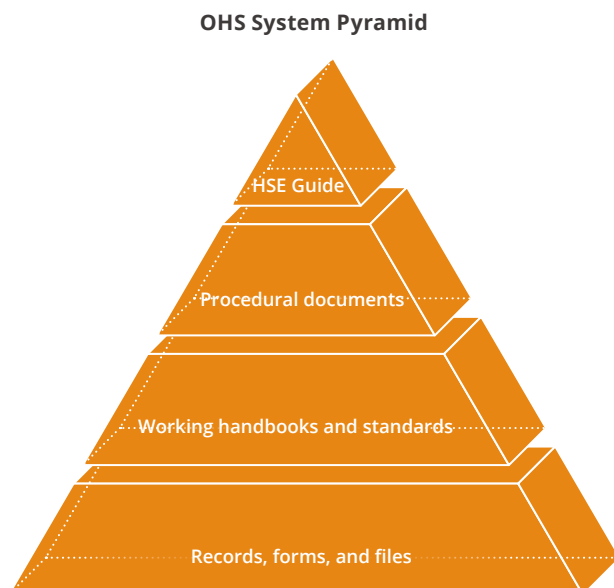 OHS System Pyramid
HSE Guide
Procedural documents
Working handbooks and standards
Records, forms, and files